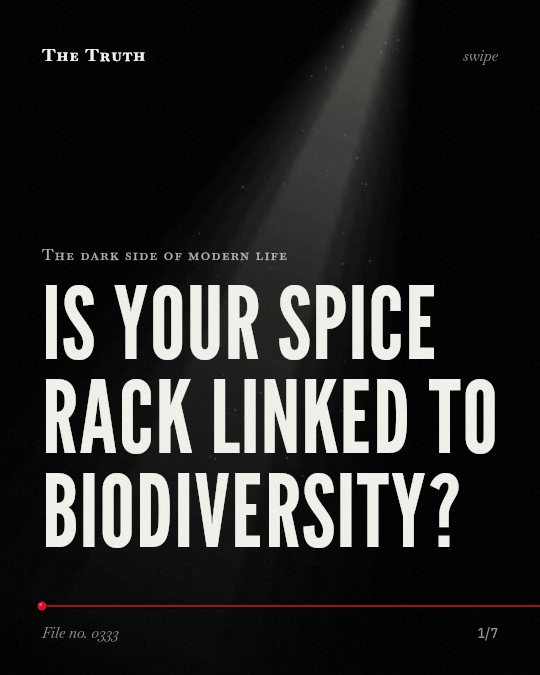 The Truth
swipe
The dark side of modern life
IS YOUR SPICE
RACK LINKED TO
BIODIVERSITY?
File no. 0333
1/7